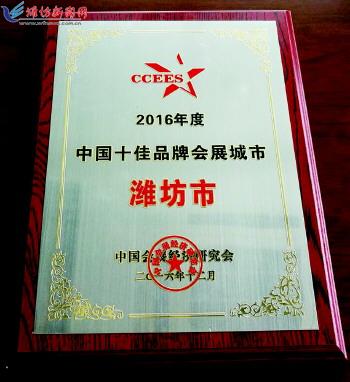 潍坊新闻网
CCEES
2016年度
中国十佳品牌会展城市
潍坊市
中国会展经济研究会
二〇一六年十二月